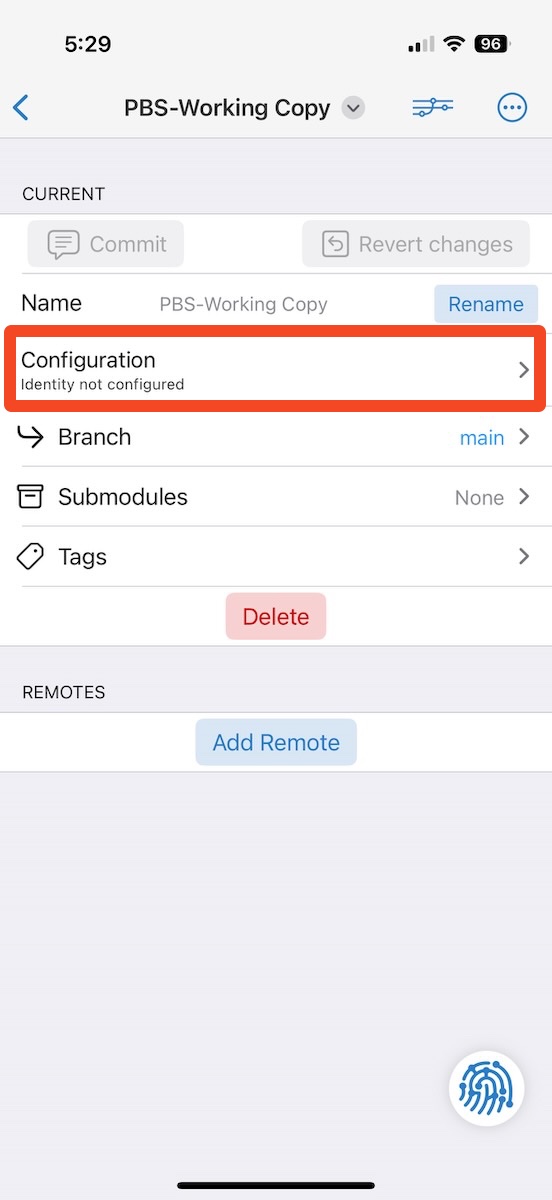 5:29
96
PBS-Working Copy
CURRENT
Commit
Revert changes
Name
PBS-Working Copy
Rename
Configuration
Identity not configured
Branch
main
Submodules
None
Tags
Delete
REMOTES
Add Remote